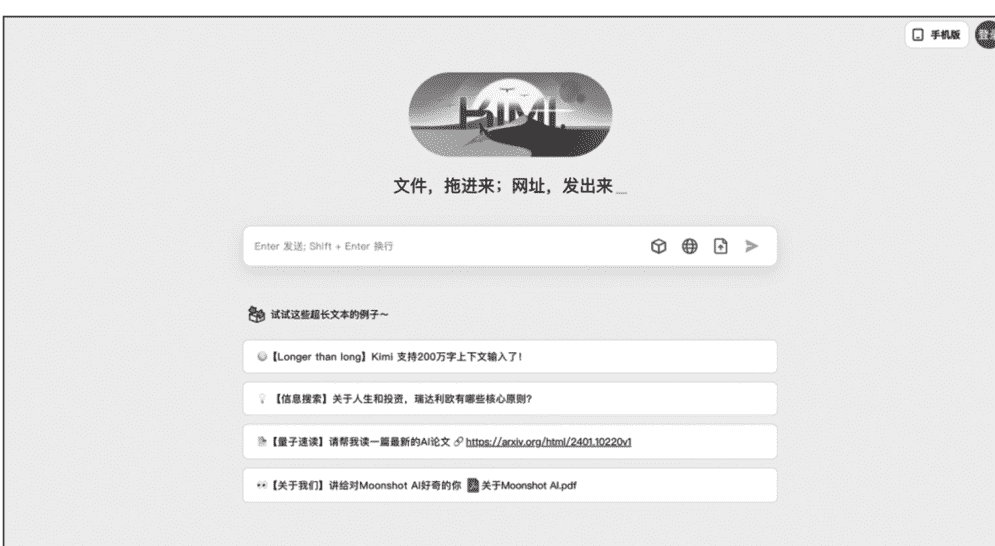 手机版
登录
KIMI.
文件，拖进来；网址，发出来_
Enter 发送; Shift + Enter 换行
试试这些超长文本的例子～
【Longer than long】Kimi 支持200万字上下文输入了！
【信息搜索】关于人生和投资，瑞达利欧有哪些核心原则?
【量子速读】请帮我读一篇最新的AI论文 https://arxiv.org/html/2401.10220v1
【关于我们】讲给对Moonshot AI好奇的你 关于Moonshot AI.pdf